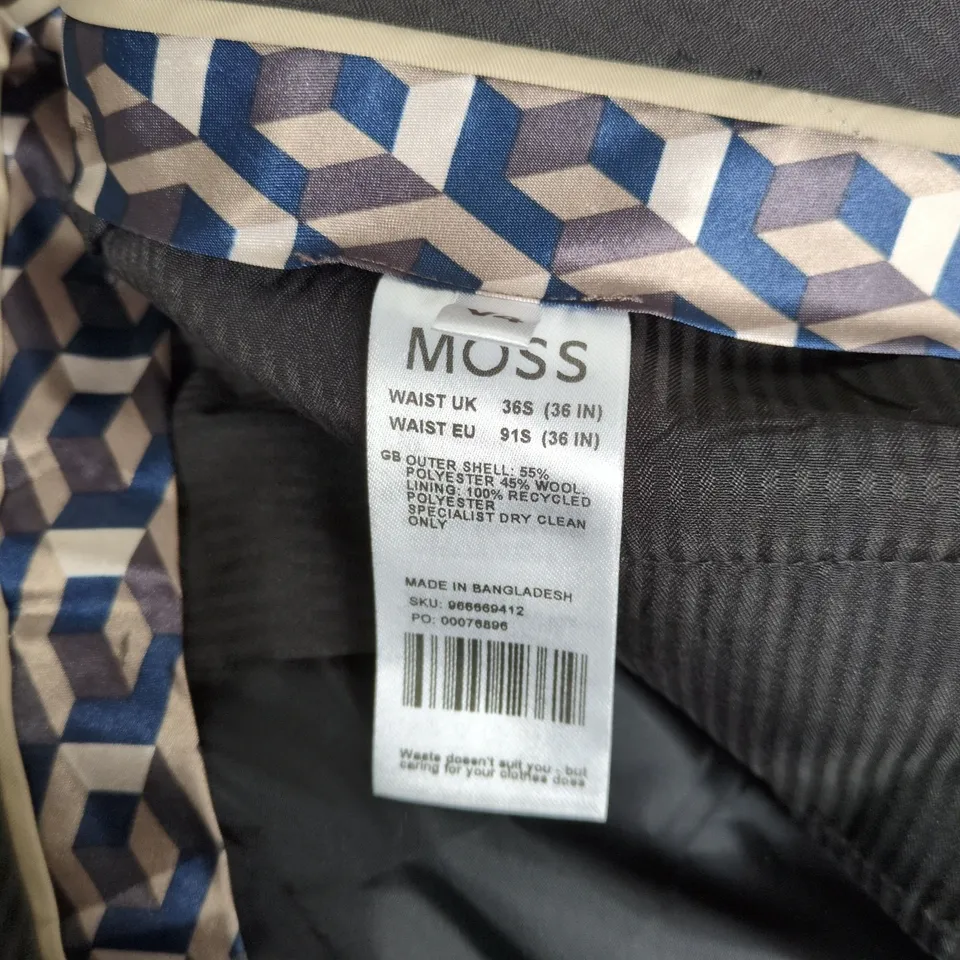 MOSS
WAIST UK 36S (36 IN)
WAIST EU 91S (36 IN)
GB OUTER SHELL: 55%
POLYESTER 45% WOOL.
LINING: 100% RECYCLED
POLYESTER
SPECIALIST DRY CLEAN
ONLY
MADE IN BANGLADESH
SKU: 966669412
PO: 00076896
Waste doesn't suit you - but
caring for your clothes does